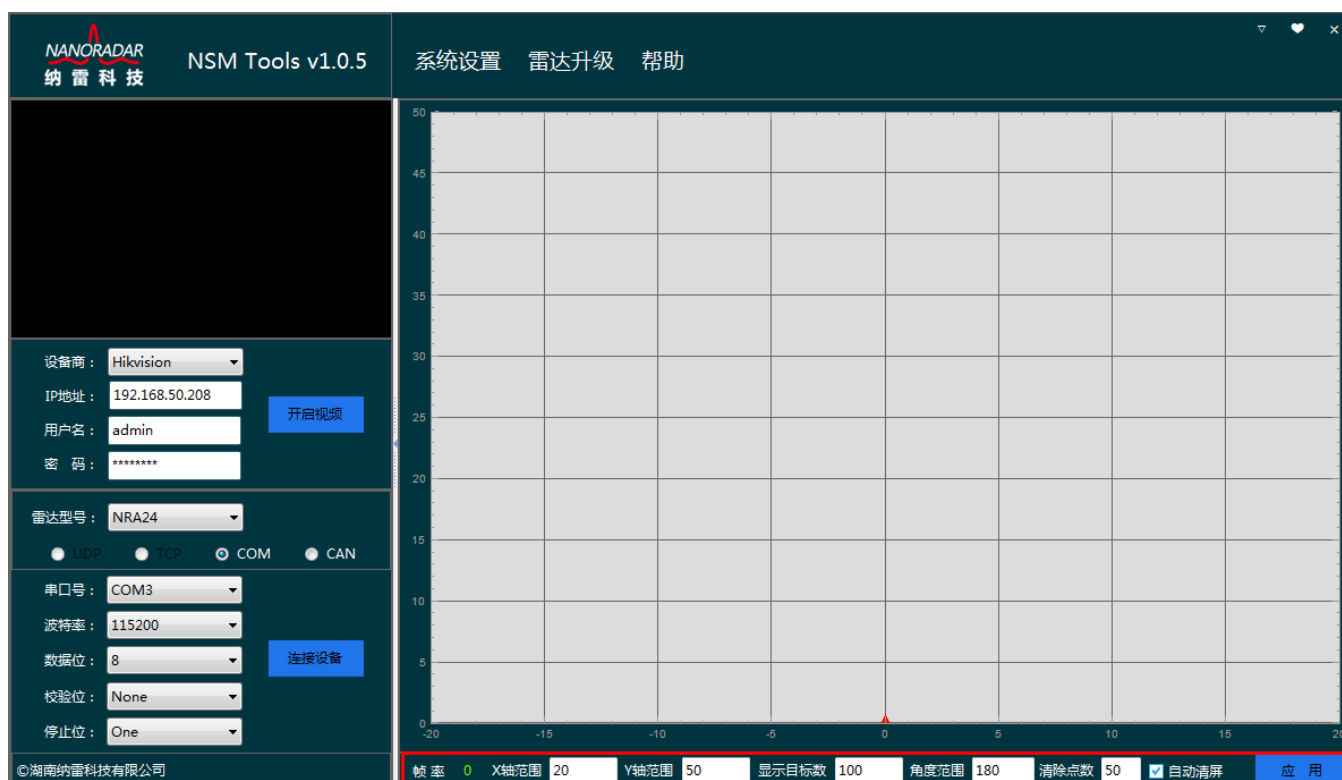 NANORADAR
纳雷科技
NSM Tools v1.0.5
系统设置 雷达升级 帮助
设备商： Hikvision
IP地址： 192.168.50.208
开启视频
用户名： admin
密 码： ********
雷达型号： NRA24
UDP TCP COM CAN
串口号： COM3
波特率： 115200
数据位： 8
连接设备
校验位： None
停止位： One
©湖南纳雷科技有限公司
50
45
40
35
30
25
20
15
10
5
0
-20 -15 -10 -5 0 5 10 15 20
帧 率 0 X轴范围 20 Y轴范围 50 显示目标数 100 角度范围 180 清除点数 50 自动清屏 应 用